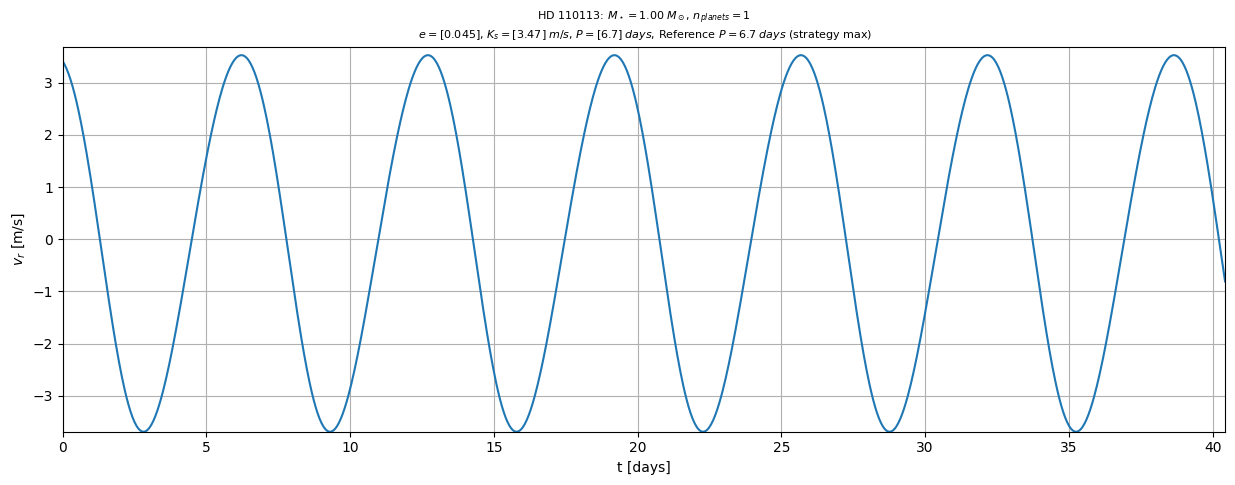 HD 110113: $M_\star = 1.00\ M_\odot$, $n_{planets} = 1$
$e = [0.045]$, $K_s = [3.47]\ m/s$, $P = [6.7]\ days$, Reference $P = 6.7\ days$ (strategy max)
3
2
1
0
−1
−2
−3
$v_r$ [m/s]
0 5 10 15 20 25 30 35 40
t [days]